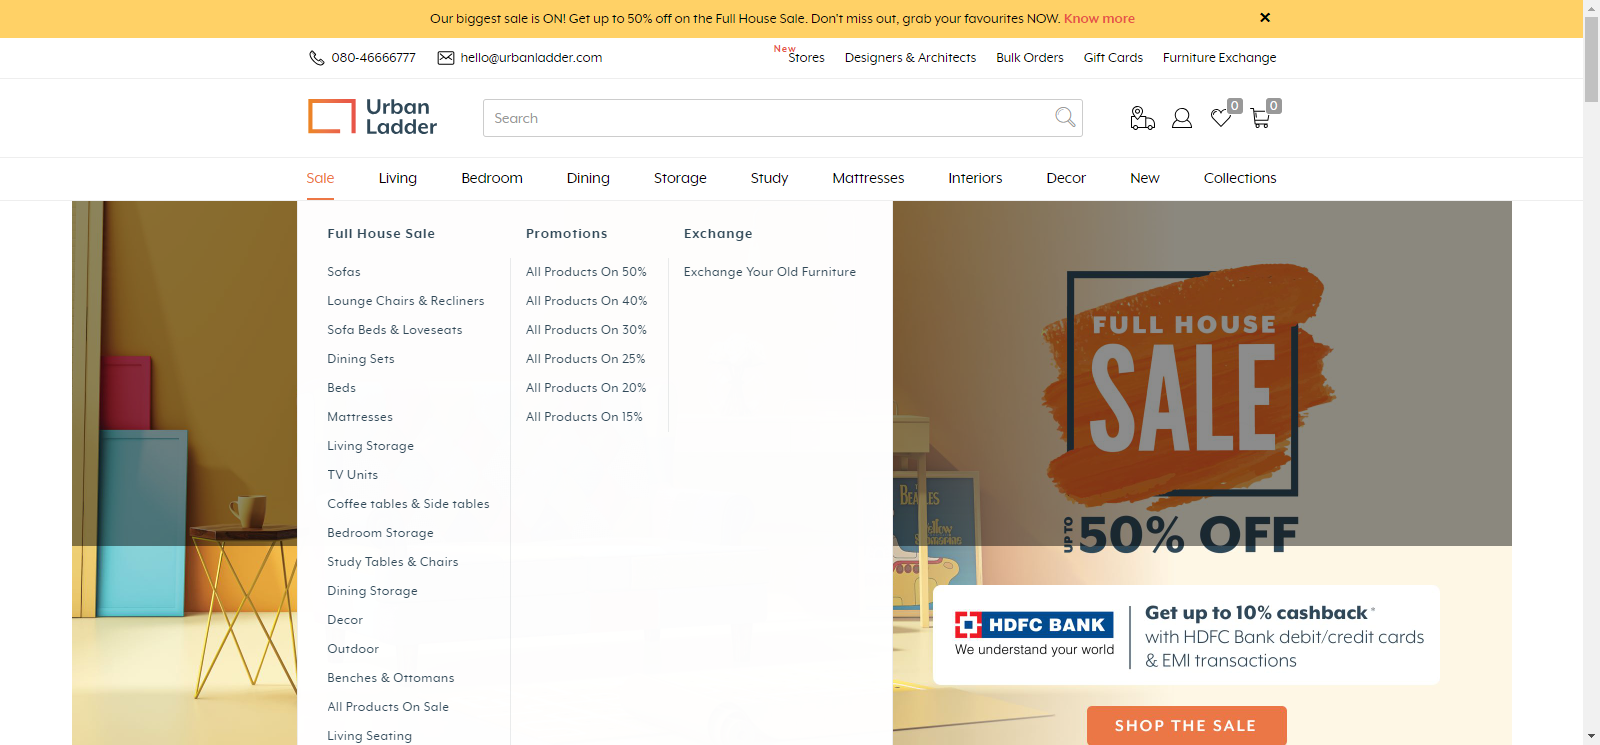 Our biggest sale is ON! Get up to 50% off on the Full House Sale. Don't miss out, grab your favourites NOW. Know more
080-46666777
hello@urbanladder.com
New
Stores
Designers & Architects
Bulk Orders
Gift Cards
Furniture Exchange
Urban
Ladder
Search
0
0
Sale
Living
Bedroom
Dining
Storage
Study
Mattresses
Interiors
Decor
New
Collections
Full House Sale
Sofas
Lounge Chairs & Recliners
Sofa Beds & Loveseats
Dining Sets
Beds
Mattresses
Living Storage
TV Units
Coffee tables & Side tables
Bedroom Storage
Study Tables & Chairs
Dining Storage
Decor
Outdoor
Benches & Ottomans
All Products On Sale
Living Seating
Promotions
All Products On 50%
All Products On 40%
All Products On 30%
All Products On 25%
All Products On 20%
All Products On 15%
Exchange
Exchange Your Old Furniture
FULL HOUSE
SALE
UP TO
50% OFF
HDFC BANK
We understand your world
Get up to 10% cashback*
with HDFC Bank debit/credit cards
& EMI transactions
SHOP THE SALE